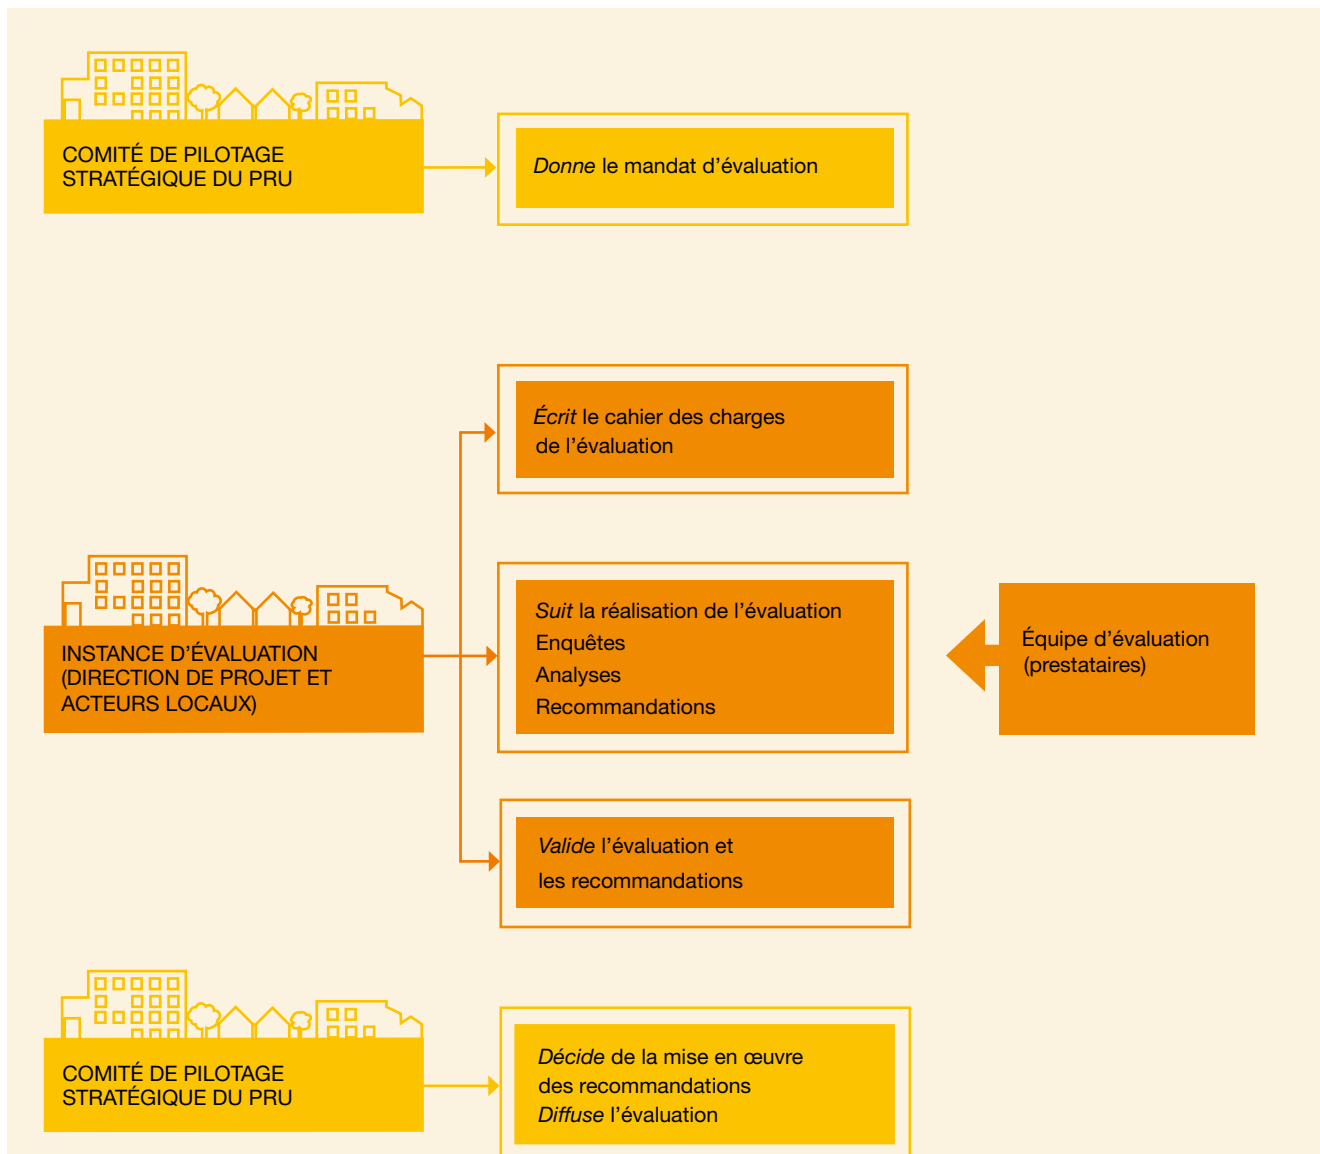 COMITÉ DE PILOTAGE
STRATÉGIQUE DU PRU
Donne le mandat d’évaluation
Écrit le cahier des charges
de l’évaluation
INSTANCE D’ÉVALUATION
(DIRECTION DE PROJET ET
ACTEURS LOCAUX)
Suit la réalisation de l’évaluation
Enquêtes
Analyses
Recommandations
Équipe d’évaluation
(prestataires)
Valide l’évaluation et
les recommandations
COMITÉ DE PILOTAGE
STRATÉGIQUE DU PRU
Décide de la mise en œuvre
des recommandations
Diffuse l’évaluation